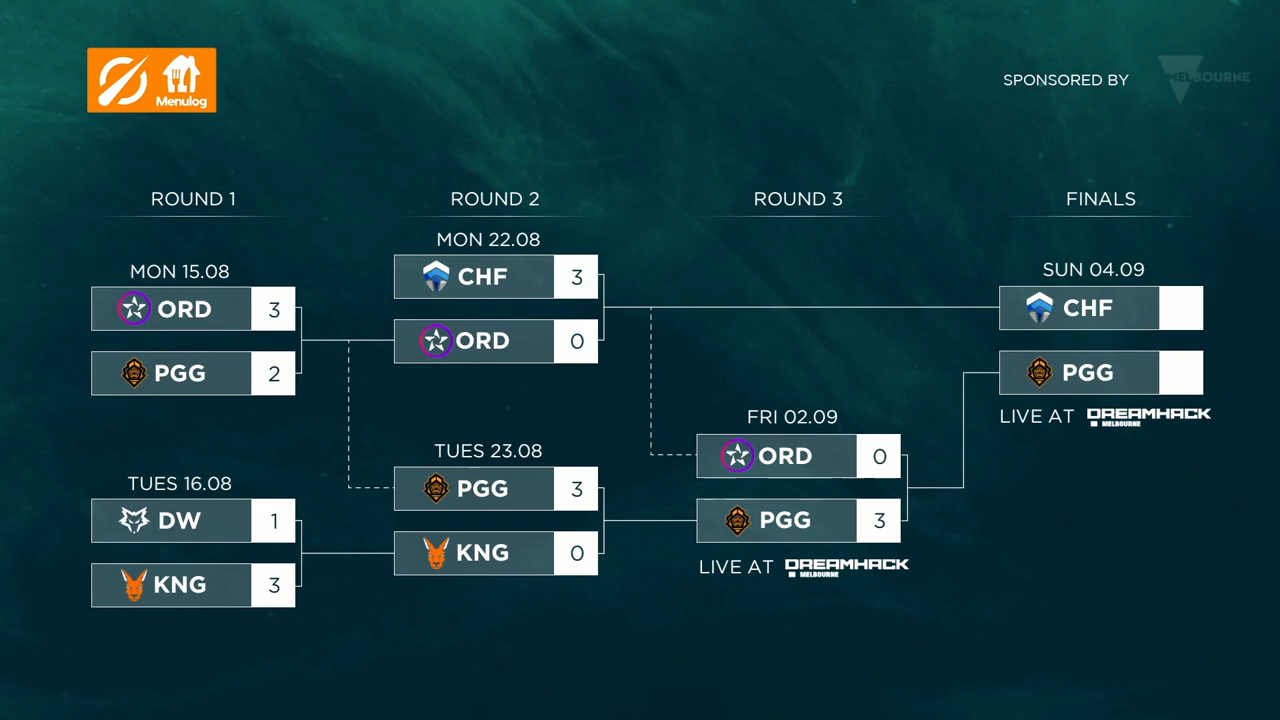 Menulog
SPONSORED BY
MELBOURNE
ROUND 1
ROUND 2
ROUND 3
FINALS
MON 15.08
ORD 3
PGG 2
TUES 16.08
DW 1
KNG 3
MON 22.08
CHF 3
ORD 0
TUES 23.08
PGG 3
KNG 0
FRI 02.09
ORD 0
PGG 3
LIVE AT DREAMHACK
MELBOURNE
SUN 04.09
CHF
PGG
LIVE AT DREAMHACK
MELBOURNE